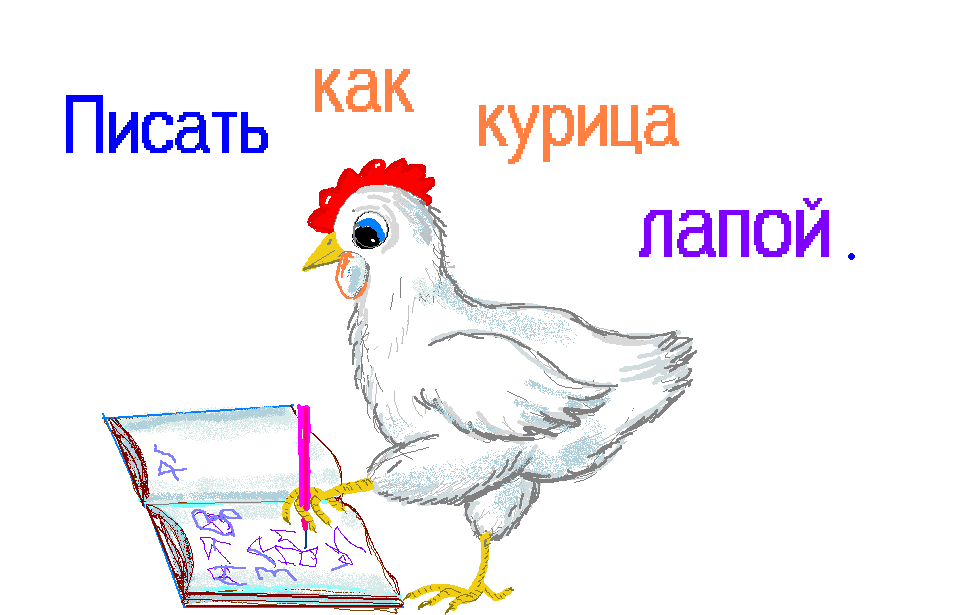 Писать как курица
лапой.